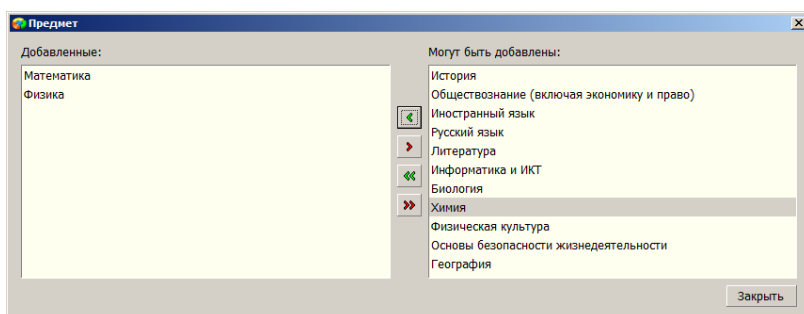 Предмет
Добавленные:
Математика
Физика
Могут быть добавлены:
История
Обществознание (включая экономику и право)
Иностранный язык
Русский язык
Литература
Информатика и ИКТ
Биология
Химия
Физическая культура
Основы безопасности жизнедеятельности
География
Закрыть